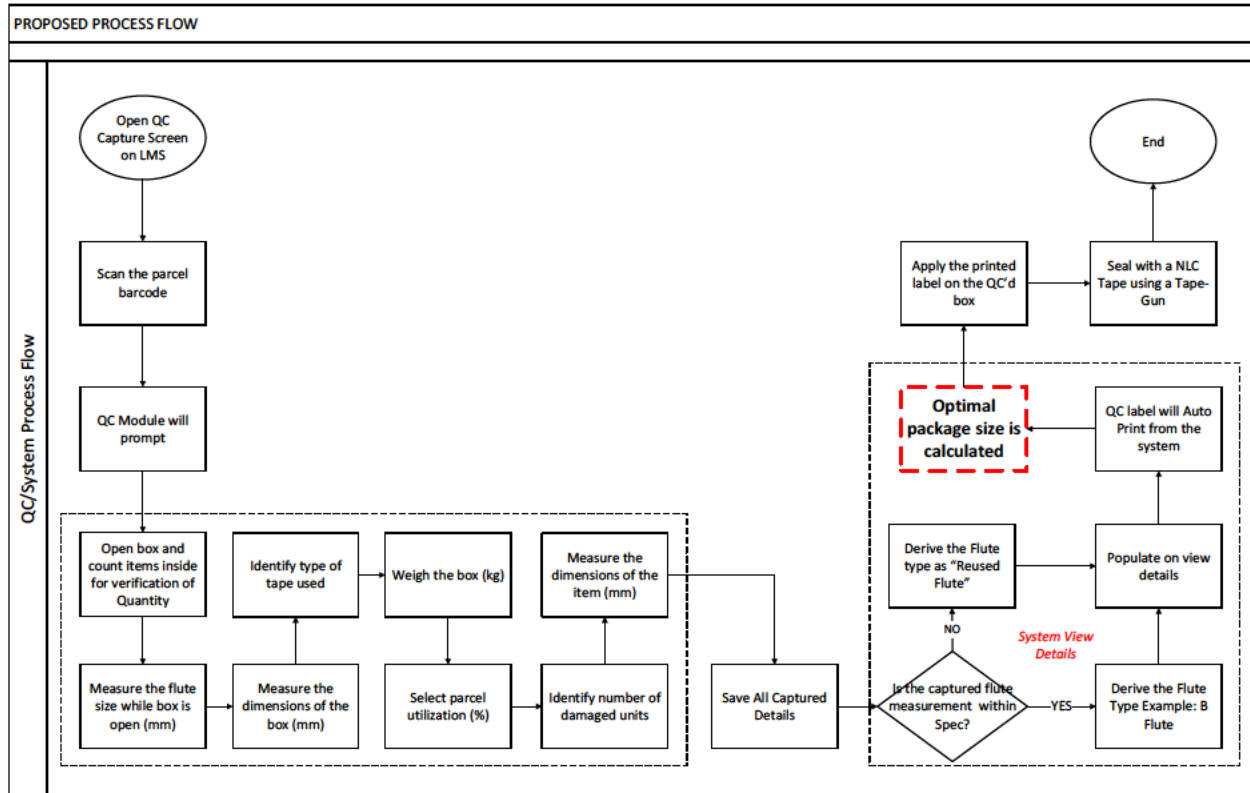 PROPOSED PROCESS FLOW
QC/System Process Flow
Open QC
Capture Screen
on LMS
Scan the parcel
barcode
QC Module will
prompt
Open box and
count items inside
for verification of
Quantity
Measure the flute
size while box is
open (mm)
Measure the
dimensions of the
box (mm)
Identify type of
tape used
Weigh the box (kg)
Select parcel
utilization (%)
Identify number of
damaged units
Measure the
dimensions of the
item (mm)
Save All Captured
Details
Is the captured flute
measurement within
Spec?
NO
YES
System View
Details
Derive the Flute
type as “Reused
Flute”
Derive the Flute
Type Example: B
Flute
Populate on view
details
QC label will Auto
Print from the
system
Optimal
package size is
calculated
Apply the printed
label on the QC’d
box
Seal with a NLC
Tape using a Tape-
Gun
End